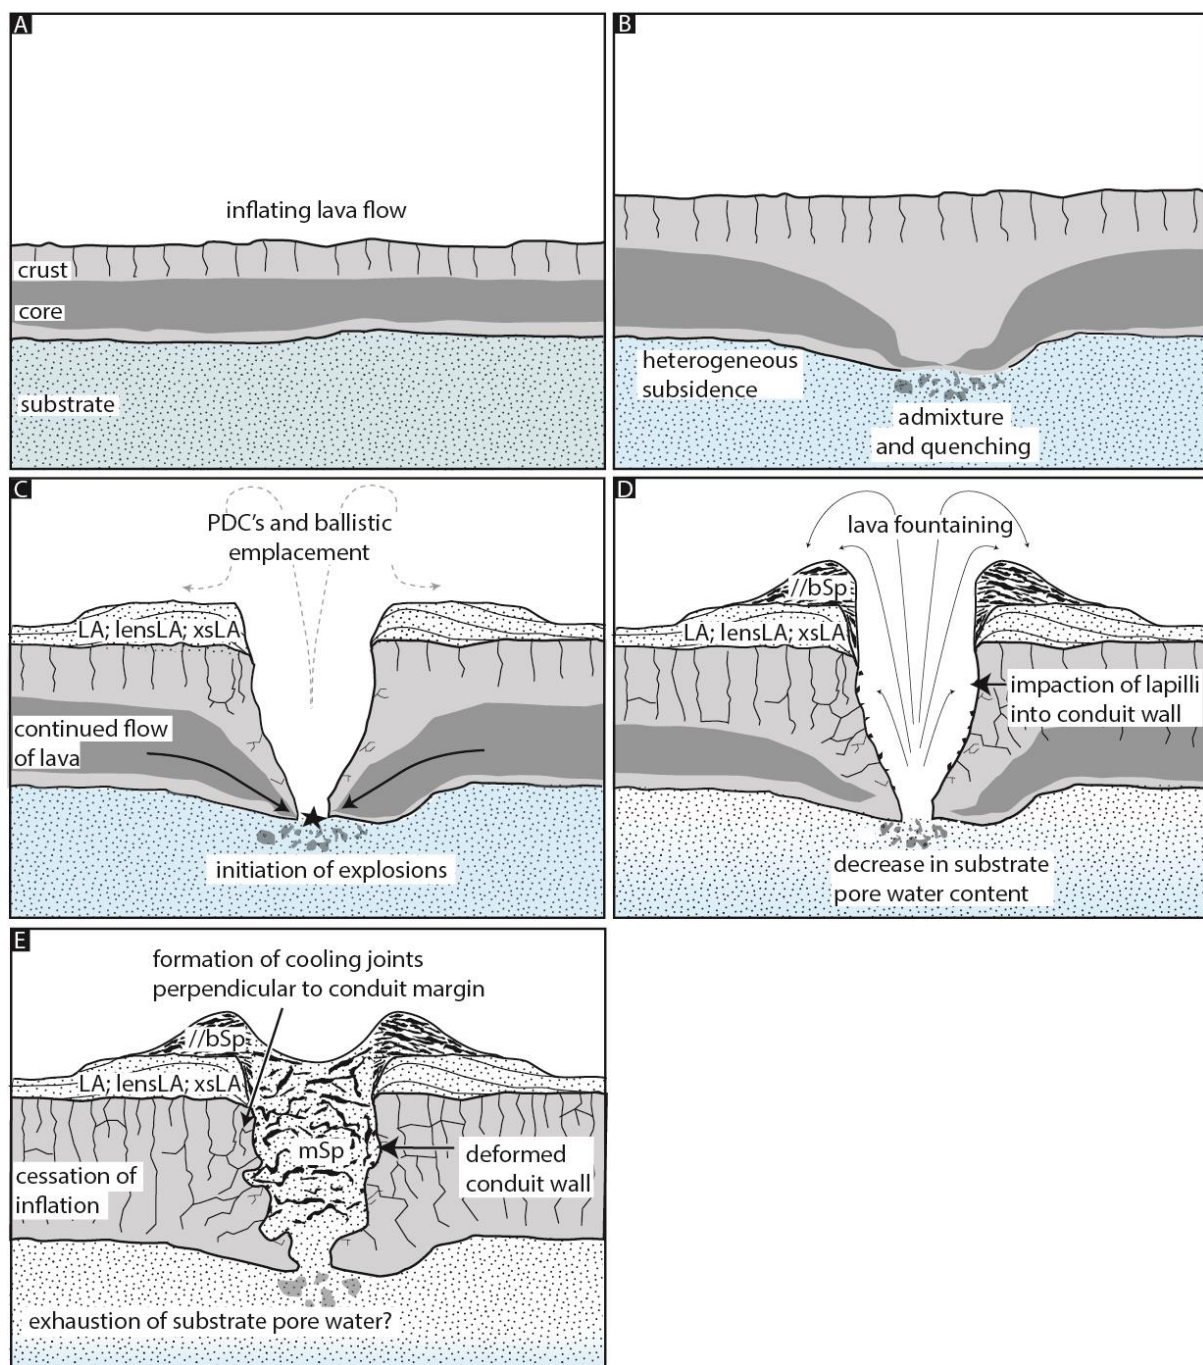 A
inflating lava flow
crust
core
substrate
B
heterogeneous
subsidence
admixture
and quenching
C
PDC's and ballistic
emplacement
LA; lensLA; xsLA
continued flow
of lava
initiation of explosions
D
lava fountaining
//bSp
LA; lensLA; xsLA
impaction of lapilli
into conduit wall
decrease in substrate
pore water content
E
formation of cooling joints
perpendicular to conduit margin
//bSp
LA; lensLA; xsLA
mSp
cessation of
inflation
deformed
conduit wall
exhaustion of substrate pore water?